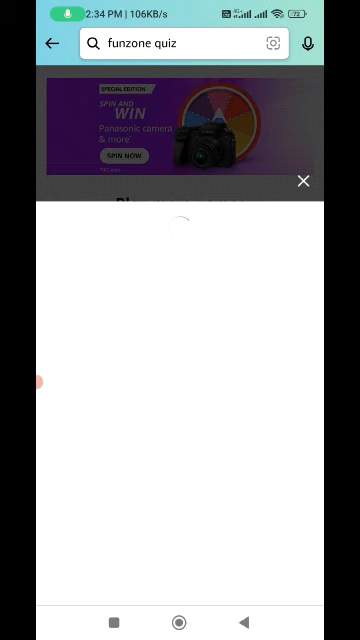 2:34 PM | 106KB/s
72
funzone quiz
SPECIAL EDITION
SPIN AND
WIN
Panasonic camera
& more*
SPIN NOW